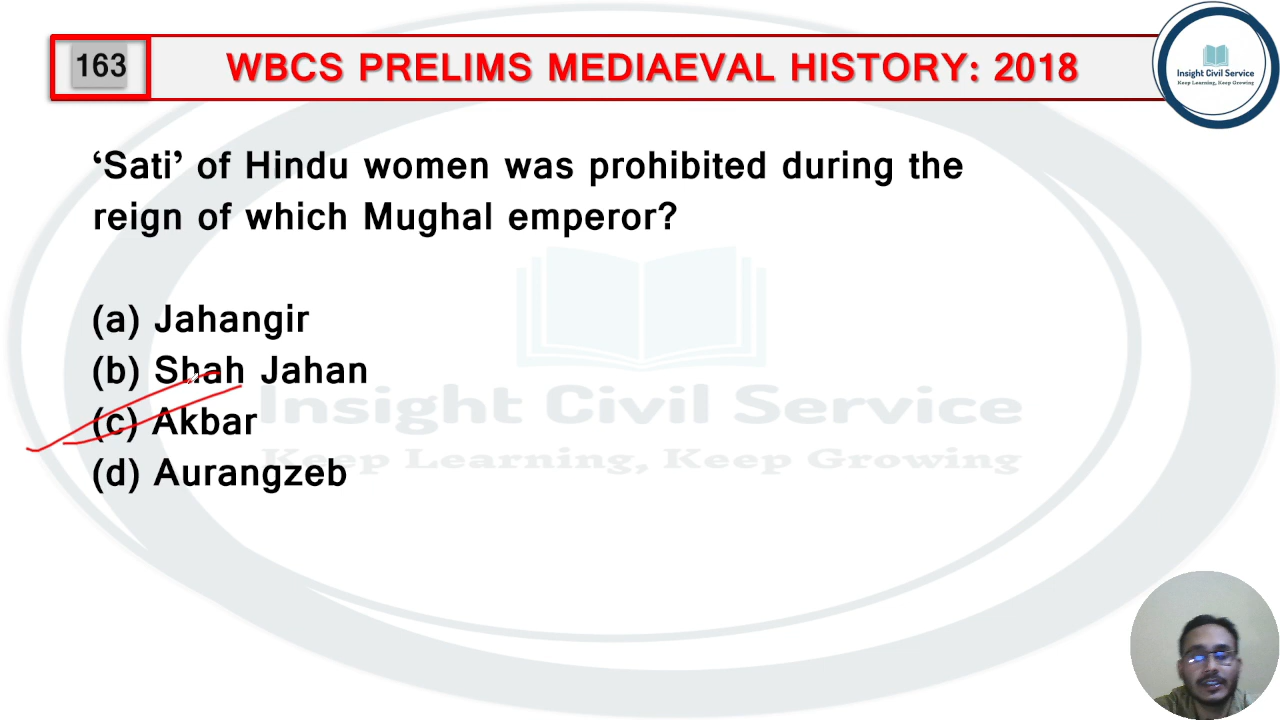 163
WBCS PRELIMS MEDIAEVAL HISTORY: 2018
Insight Civil Service
Keep Learning, Keep Growing
‘Sati’ of Hindu women was prohibited during the
reign of which Mughal emperor?
(a) Jahangir
(b) Shah Jahan
(c) Akbar
(d) Aurangzeb
Insight Civil Service
Keep Learning, Keep Growing